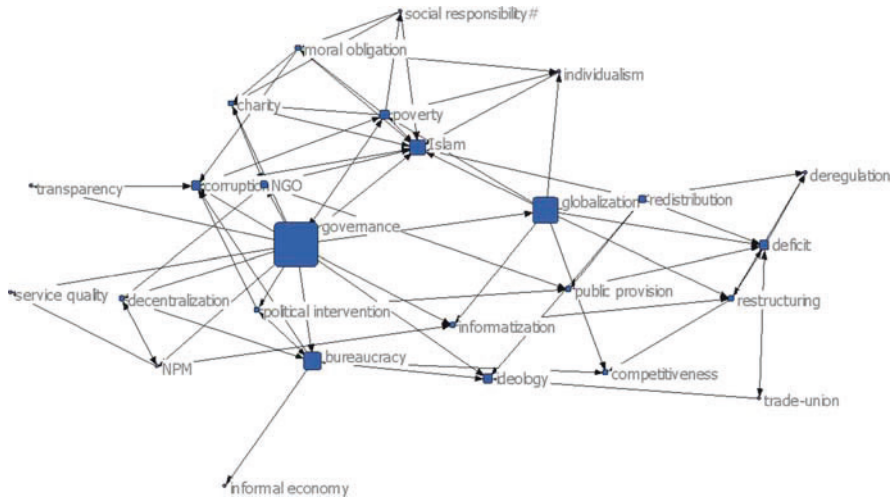 social responsibility#
moral obligation
individualism
charity
poverty
Islam
transparency
corruption
NGO
globalization
redistribution
deregulation
governance
deficit
service quality
decentralization
political intervention
public provision
restructuring
informatization
NPM
bureaucracy
ideology
competitiveness
trade-union
informal economy